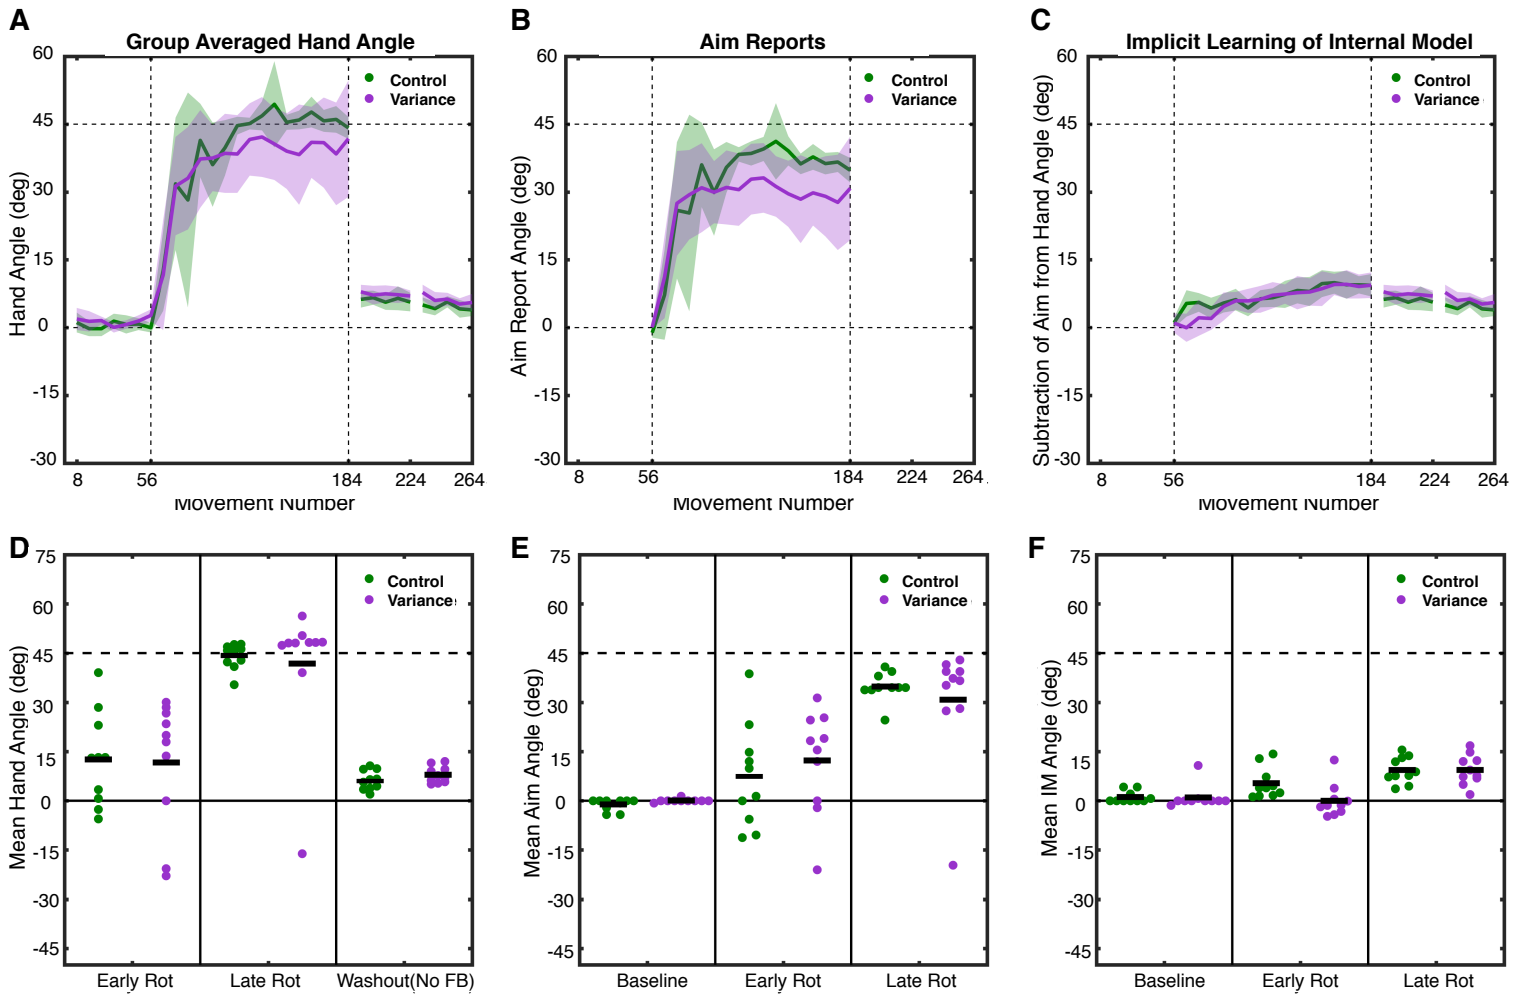 A
Group Averaged Hand Angle
Hand Angle (deg)
60
45
30
15
0
-15
-30
Control
Variance
8
56
184
224
264
Movement Number
B
Aim Reports
Aim Report Angle (deg)
60
45
30
15
0
-15
-30
Control
Variance
8
56
184
224
264
Movement Number
C
Implicit Learning of Internal Model
Subtraction of Aim from Hand Angle (deg)
60
45
30
15
0
-15
-30
Control
Variance
8
56
184
224
264
Movement Number
D
Mean Hand Angle (deg)
75
60
45
30
15
0
-15
-30
-45
Control
Variance
Early Rot
Late Rot
Washout(No FB)
E
Mean Aim Angle (deg)
75
60
45
30
15
0
-15
-30
-45
Control
Variance
Baseline
Early Rot
Late Rot
F
Mean IM Angle (deg)
75
60
45
30
15
0
-15
-30
-45
Control
Variance
Baseline
Early Rot
Late Rot